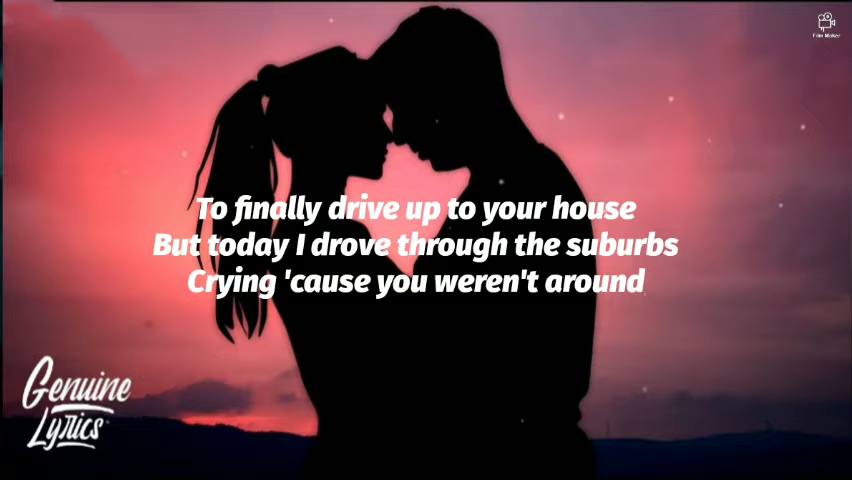 Film Maker
To finally drive up to your house
But today I drove through the suburbs
Crying 'cause you weren't around
Genuine
Lyrics